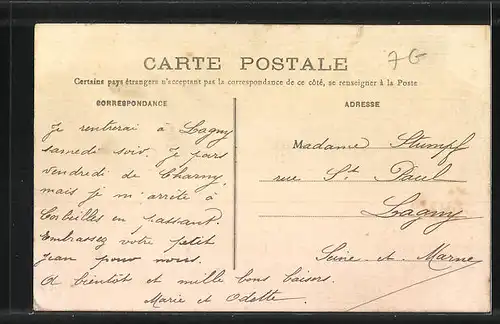 7G
CARTE POSTALE
Certains pays étrangers n'acceptant pas la correspondance de ce côté, se renseigner à la Poste
CORRESPONDANCE
Je rentrerai à Lagny
samedi soir. Je pars
vendredi de Charny,
mais je m'arrête à
Corbeilles en passant.
Embrassez votre petit
Jean pour nous.
A bientôt et mille bons baisers.
Marie et Odette.
ADRESSE
Madame Stumpf
rue St Paul
Lagny
Seine-et-Marne